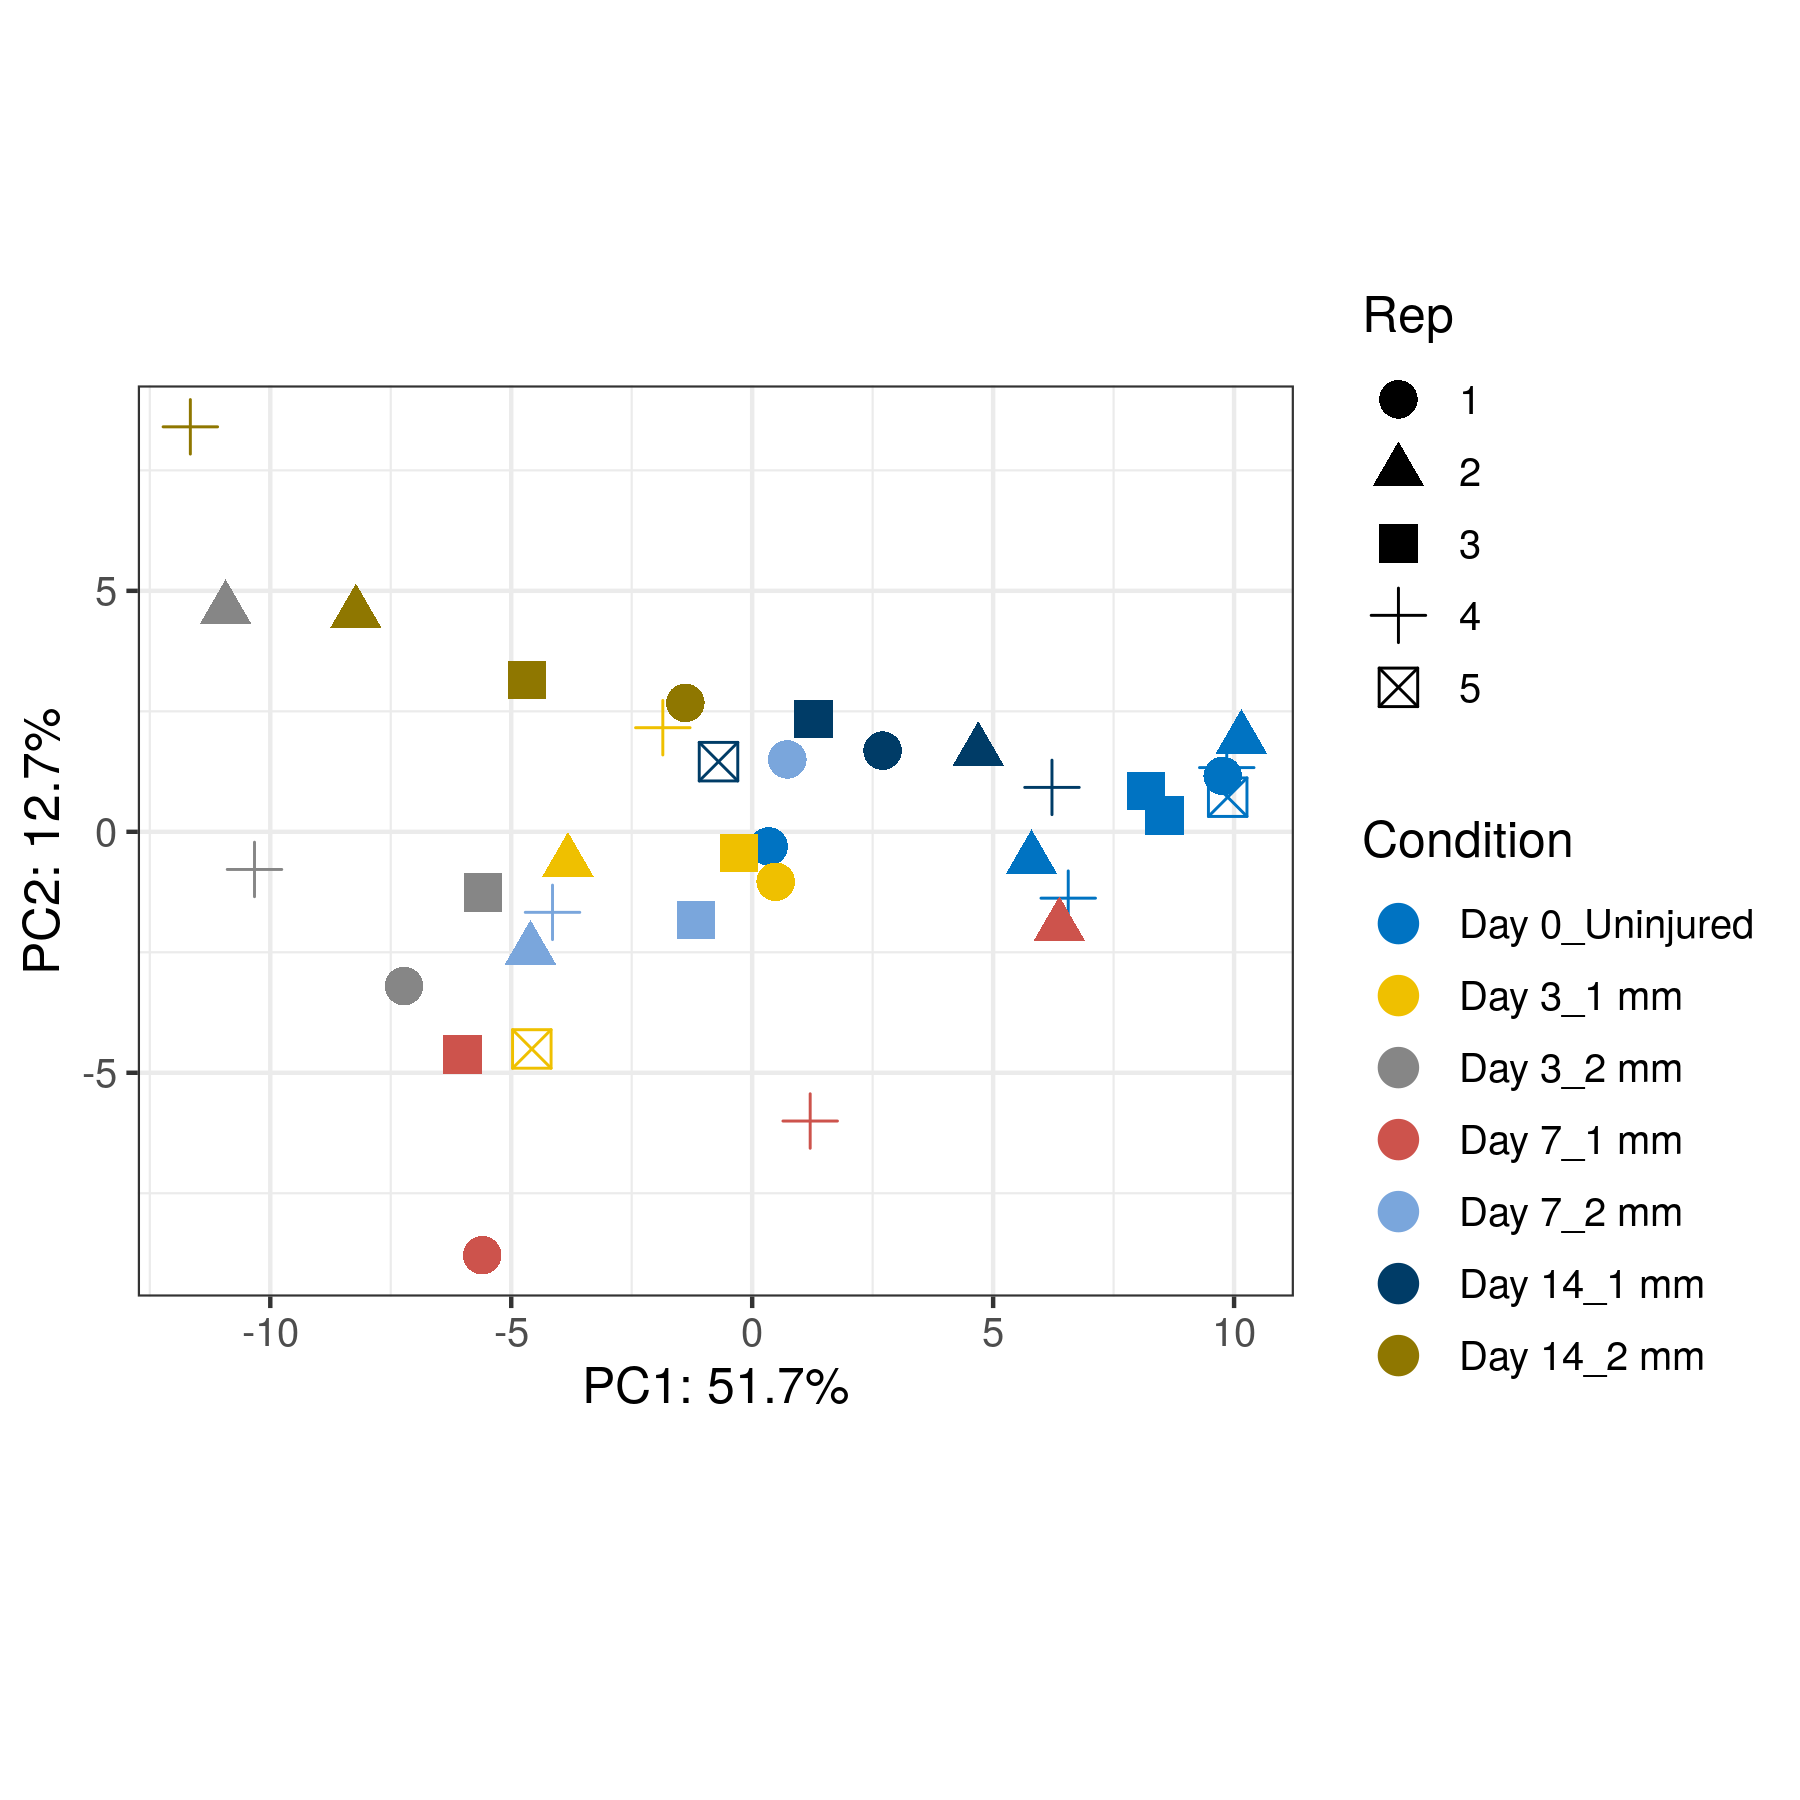 Rep
1
2
3
4
5
Condition
Day 0_Uninjured
Day 3_1 mm
Day 3_2 mm
Day 7_1 mm
Day 7_2 mm
Day 14_1 mm
Day 14_2 mm
PC2: 12.7%
5
0
-5
-10
-5
0
5
10
PC1: 51.7%